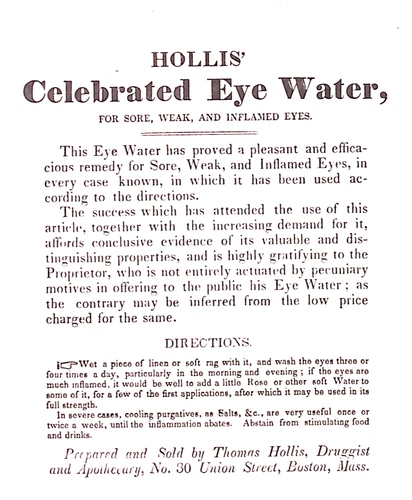 HOLLIS'
Celebrated Eye Water,
FOR SORE, WEAK, AND INFLAMED EYES.
This Eye Water has proved a pleasant and effica-
cious remedy for Sore, Weak, and Inflamed Eyes, in
every case known, in which it has been used ac-
cording to the directions.
The success which has attended the use of this
article, together with the increasing demand for it,
affords conclusive evidence of its valuable and dis-
tinguishing properties, and is highly gratifying to the
Proprietor, who is not entirely actuated by pecuniary
motives in offering to the public his Eye Water; as
the contrary may be inferred from the low price
charged for the same.
DIRECTIONS.
☞Wet a piece of linen or soft rag with it, and wash the eyes three or
four times a day, particularly in the morning and evening; if the eyes are
much inflamed, it would be well to add a little Rose or other soft Water to
some of it, for a few of the first applications, after which it may be used in its
full strength.
In severe cases, cooling purgatives, as Salts, &c., are very useful once or
twice a week, until the inflammation abates. Abstain from stimulating food
and drinks.
Prepared and Sold by Thomas Hollis, Druggist
and Apothecary, No. 30 Union Street, Boston, Mass.